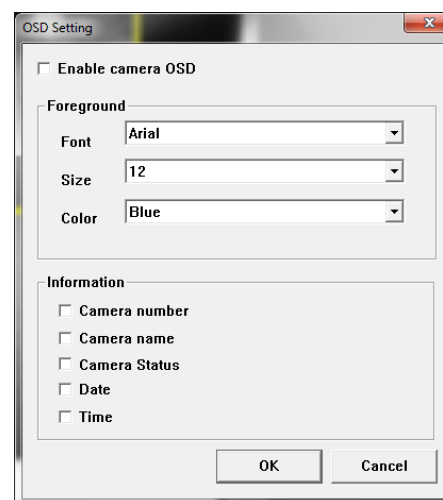 OSD Setting
Enable camera OSD
Foreground
Font Arial
Size 12
Color Blue
Information
Camera number
Camera name
Camera Status
Date
Time
OK Cancel